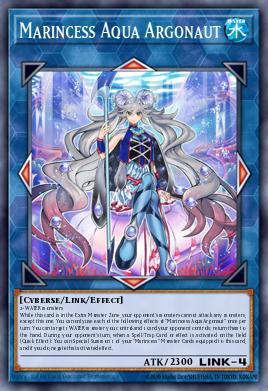 Marincess Aqua Argonaut
WATER
水
[Cyberse/Link/Effect]
2+ WATER monsters
While this card is in the Extra Monster Zone, your opponent's monsters cannot attack any monsters,
except this one. You can only use each of the following effects of "Marincess Aqua Argonaut" once per
turn. You can target 1 WATER monster you control and 1 card your opponent controls; return them to
the hand. During your opponent's turn, when a Spell/Trap Card or effect is activated on the field
(Quick Effect): You can Special Summon 1 of your "Marincess" Monster Cards equipped to this card,
and if you do, negate this activated effect.
ATK/2300 LINK-4